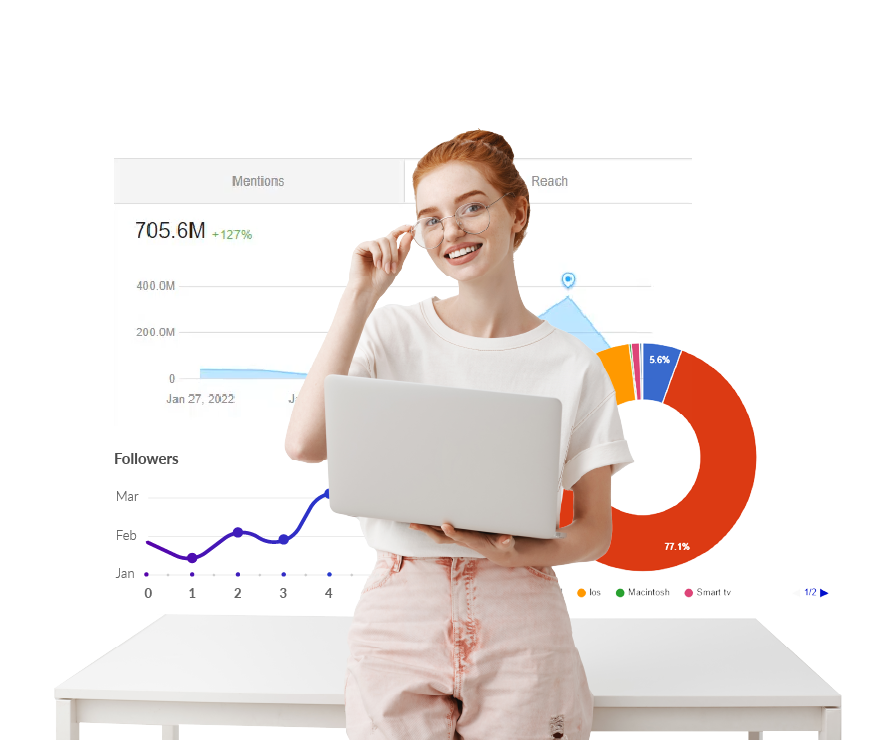 Mentions
Reach
705.6M +127%
400.0M
200.0M
0
Jan 27, 2022
Followers
Mar
Feb
Jan
0 1 2 3 4
5.6%
77.1%
Ios Macintosh Smart tv 1/2